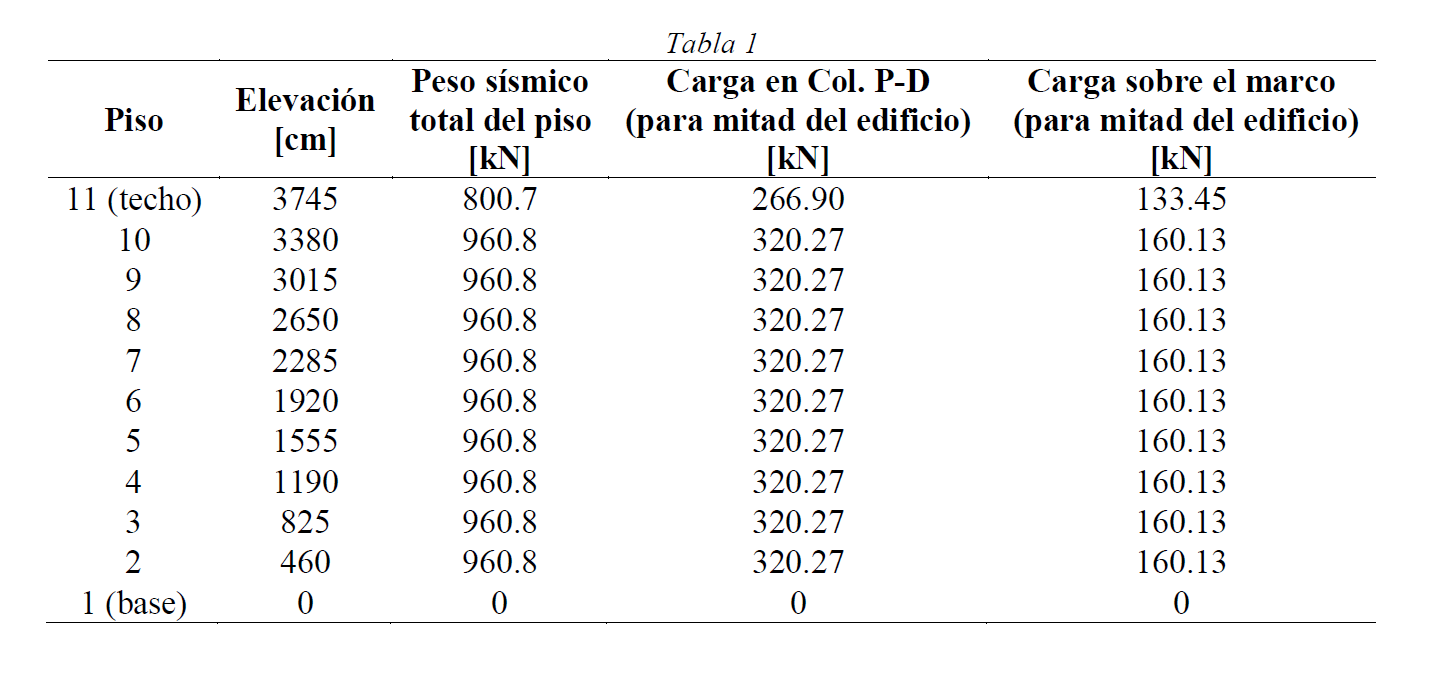 Tabla 1
Piso Elevación [cm] Peso sísmico total del piso [kN] Carga en Col. P-D (para mitad del edificio) [kN] Carga sobre el marco (para mitad del edificio) [kN]
11 (techo) 3745 800.7 266.90 133.45
10 3380 960.8 320.27 160.13
9 3015 960.8 320.27 160.13
8 2650 960.8 320.27 160.13
7 2285 960.8 320.27 160.13
6 1920 960.8 320.27 160.13
5 1555 960.8 320.27 160.13
4 1190 960.8 320.27 160.13
3 825 960.8 320.27 160.13
2 460 960.8 320.27 160.13
1 (base) 0 0 0 0